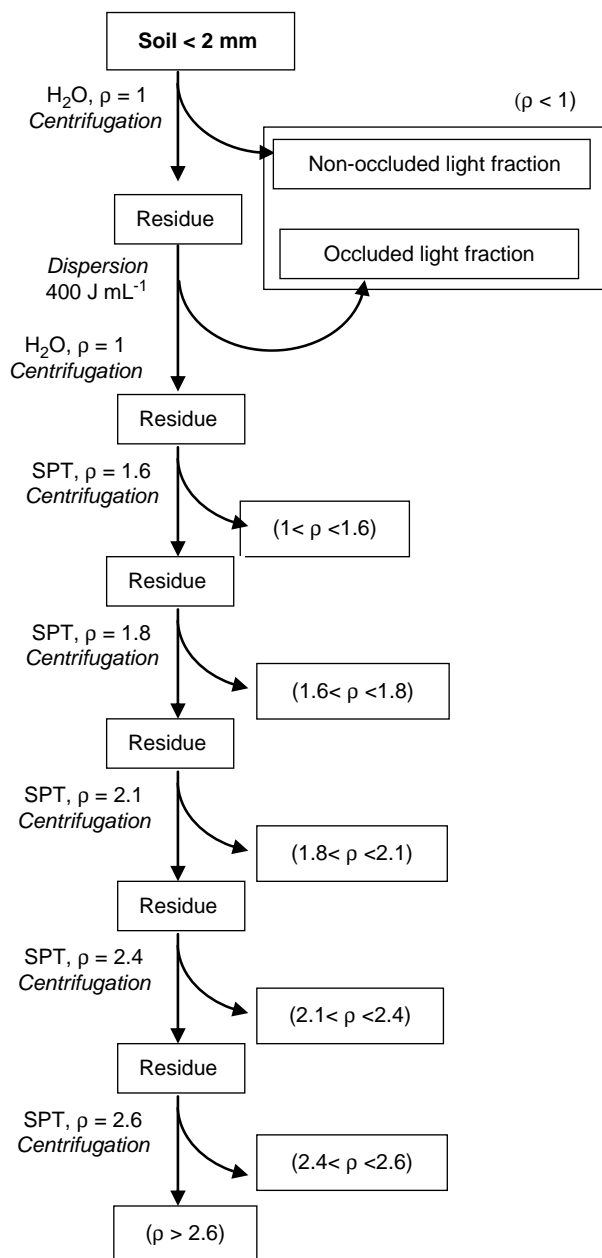 Soil < 2 mm
H₂O, ρ = 1
Centrifugation
(ρ < 1)
Non-occluded light fraction
Residue
Occluded light fraction
Dispersion
400 J mL⁻¹
H₂O, ρ = 1
Centrifugation
Residue
SPT, ρ = 1.6
Centrifugation
(1< ρ <1.6)
Residue
SPT, ρ = 1.8
Centrifugation
(1.6< ρ <1.8)
Residue
SPT, ρ = 2.1
Centrifugation
(1.8< ρ <2.1)
Residue
SPT, ρ = 2.4
Centrifugation
(2.1< ρ <2.4)
Residue
SPT, ρ = 2.6
Centrifugation
(2.4< ρ <2.6)
(ρ > 2.6)